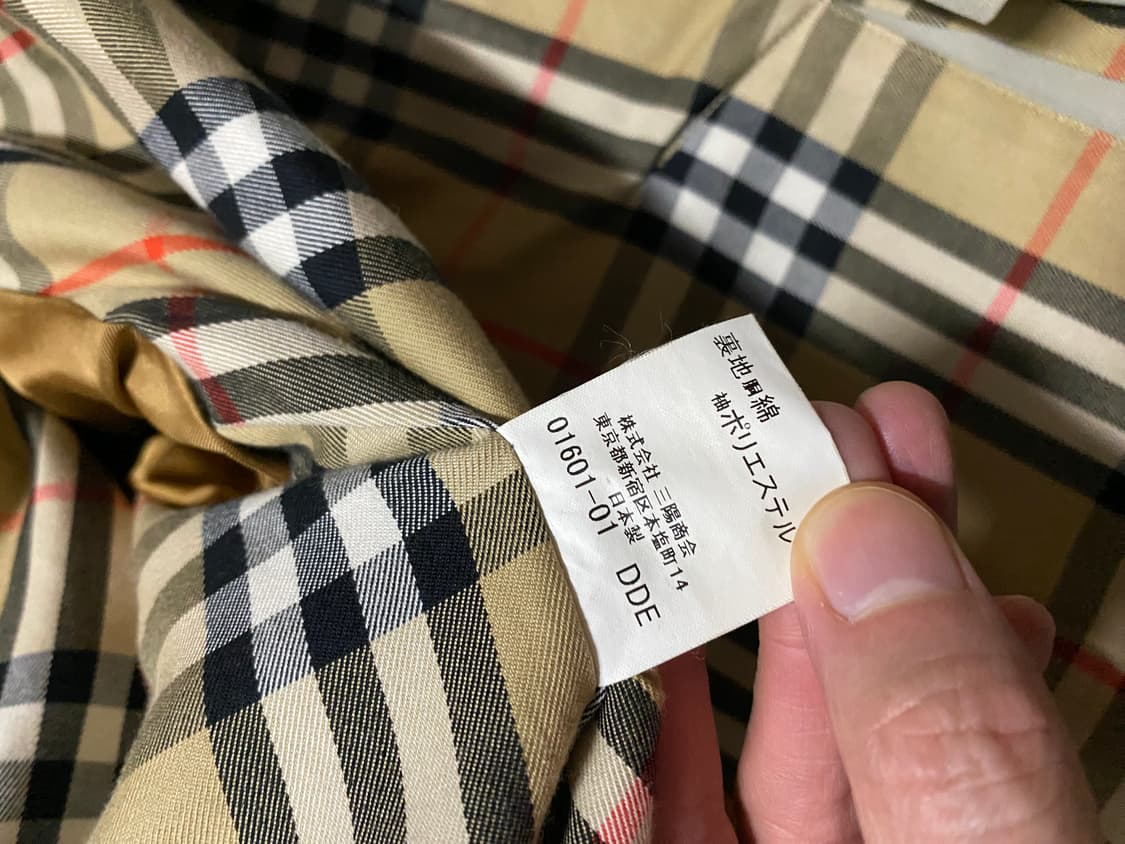 裏地胴綿
袖ポリエステル
株式会社 三陽商会
東京都新宿区本塩町14
日本製
01601-01 DDE